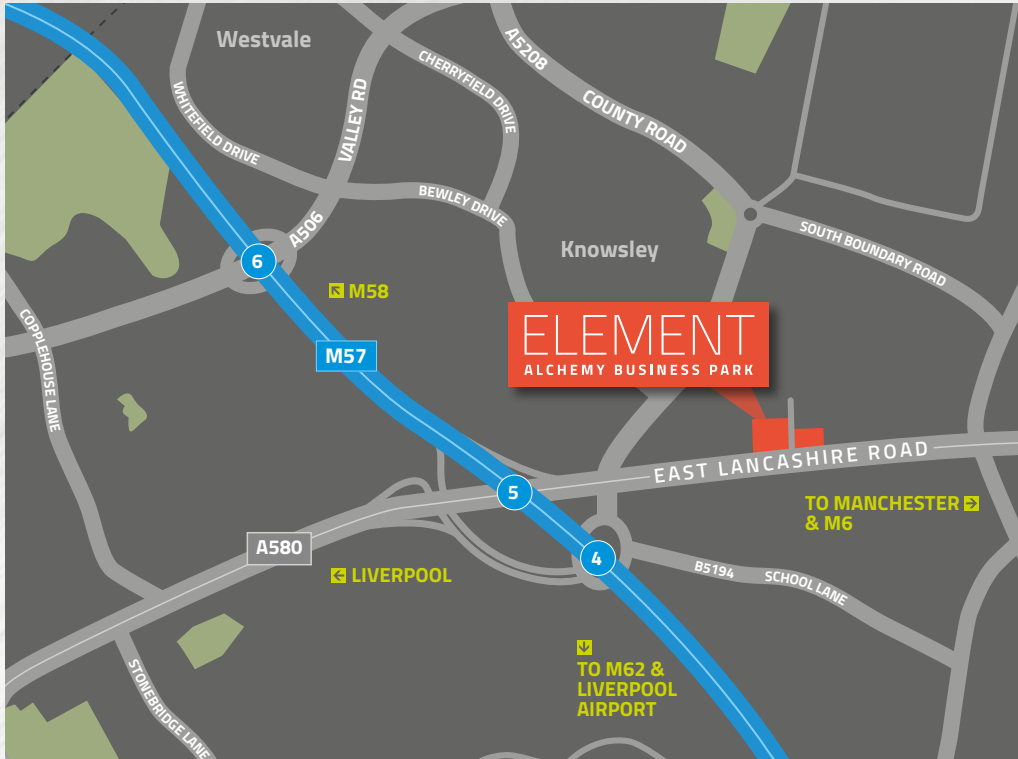 Westvale
A5208
CHERRYFIELD DRIVE
WHITEFIELD DRIVE
VALLEY RD
COUNTY ROAD
BEWLEY DRIVE
A506
Knowsley
SOUTH BOUNDARY ROAD
6
M58
COPPLEHOUSE LANE
M57
ELEMENT
ALCHEMY BUSINESS PARK
EAST LANCASHIRE ROAD
5
TO MANCHESTER
& M6
A580
4
LIVERPOOL
B5194
SCHOOL LANE
TO M62 &
LIVERPOOL
AIRPORT
STONEBRIDGE LANE